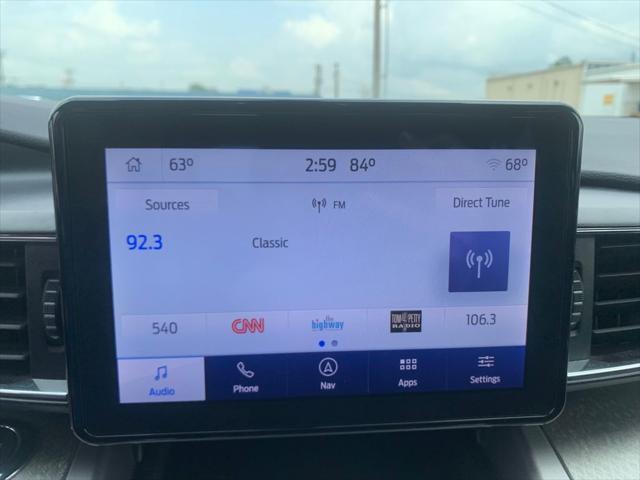 63° 2:59 84° 68°
Sources FM Direct Tune
92.3 Classic
540 CNN the highway TOM PETTY RADIO 106.3
Audio Phone Nav Apps Settings